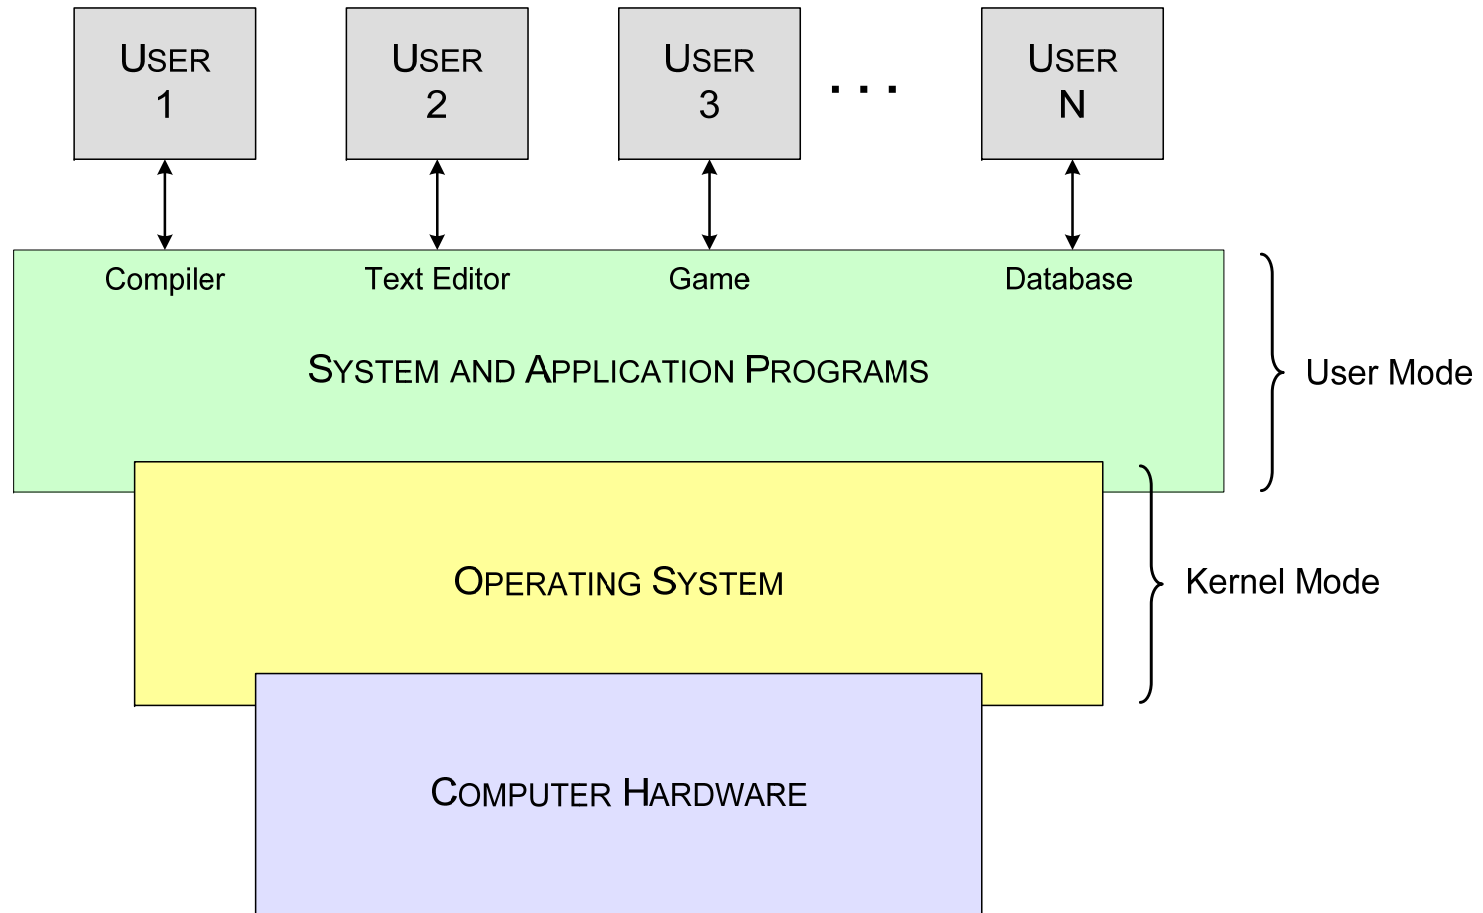 USER
1
USER
2
USER
3
. . .
USER
N
Compiler
Text Editor
Game
Database
SYSTEM AND APPLICATION PROGRAMS
User Mode
OPERATING SYSTEM
Kernel Mode
COMPUTER HARDWARE